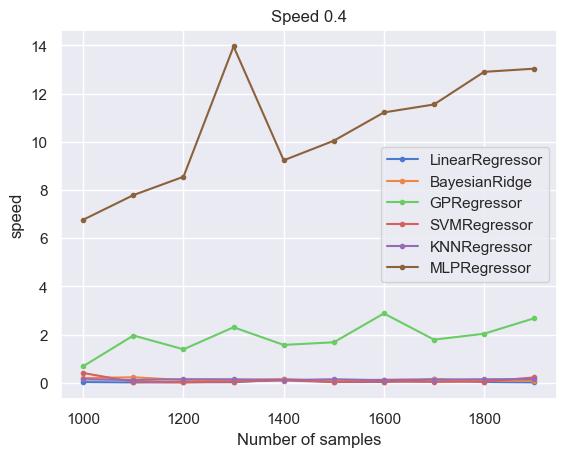 Speed 0.4
14
12
10
8
6
4
2
0
speed
LinearRegressor
BayesianRidge
GPRegressor
SVMRegressor
KNNRegressor
MLPRegressor
1000 1200 1400 1600 1800
Number of samples